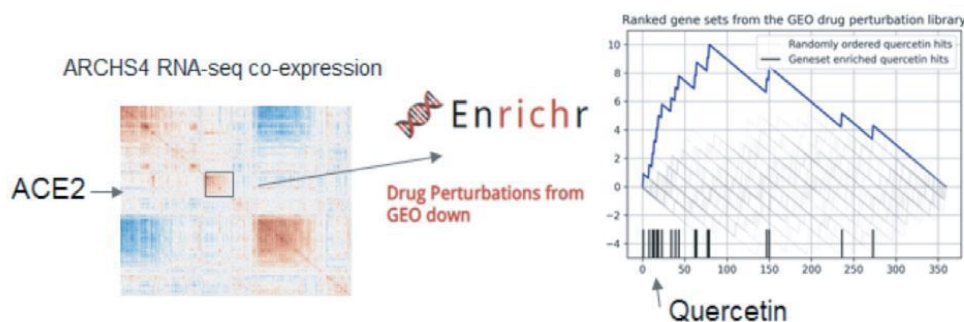 ARCHS4 RNA-seq co-expression
ACE2
Enrichr
Drug Perturbations from
GEO down
Ranked gene sets from the GEO drug perturbation library
Randomly ordered quercetin hits
Geneset enriched quercetin hits
10
8
6
4
2
0
−2
−4
0 50 100 150 200 250 300 350
Quercetin